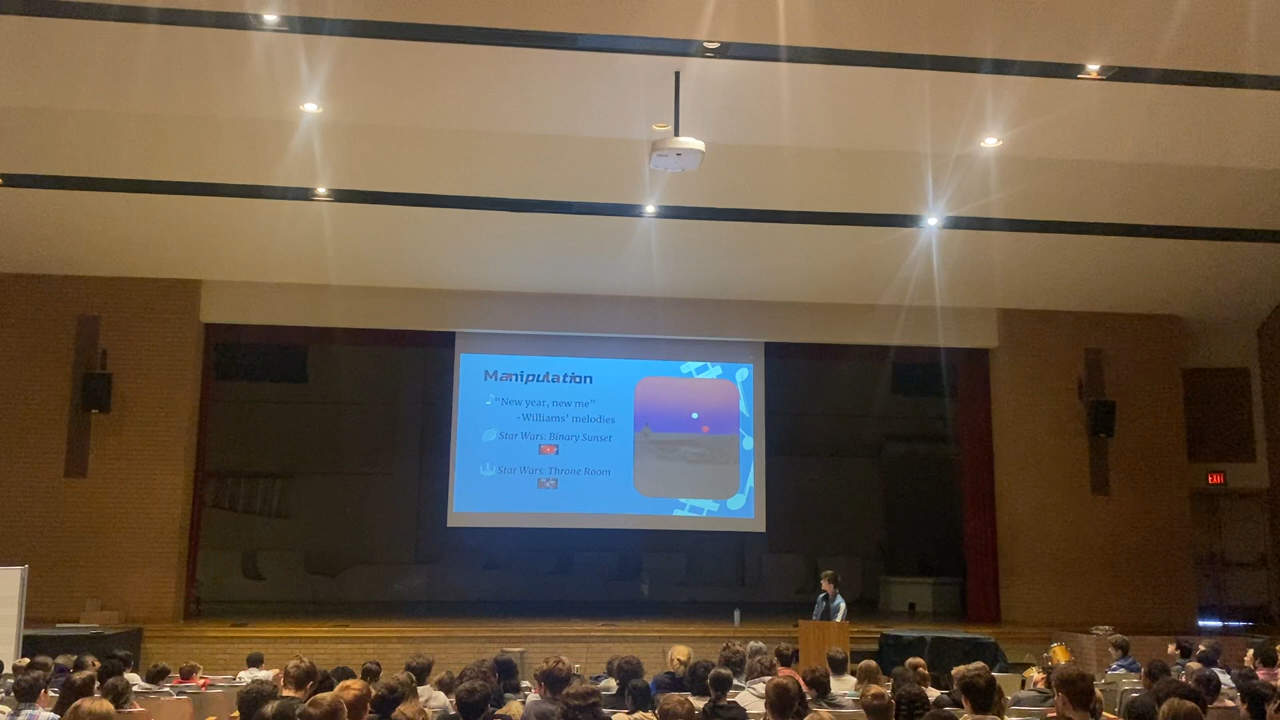 Manipulation
"New year, new me"
-Williams' melodies
Star Wars: Binary Sunset
Star Wars: Throne Room
EXIT